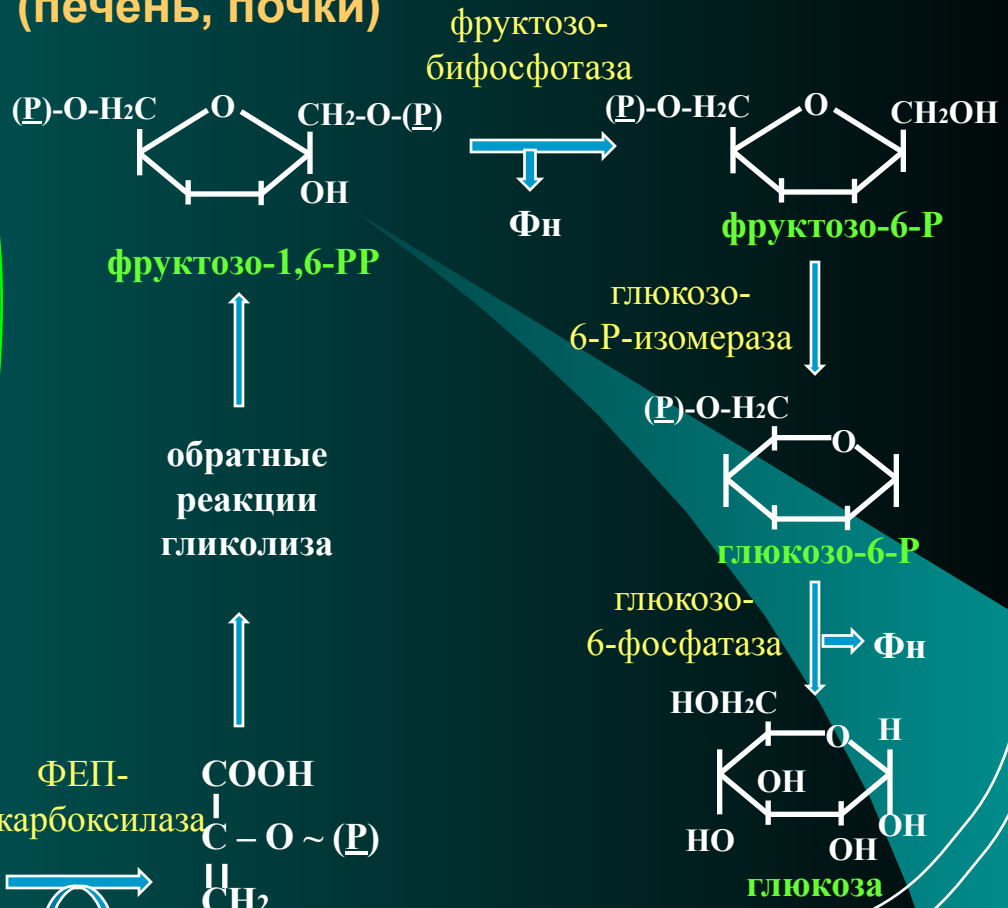 (печень, почки)
фруктозо-
бифосфотаза
(P)-O-H2C
O
CH2-O-(P)
OH
фруктозо-1,6-РР
Фн
(P)-O-H2C
O
CH2OH
фруктозо-6-Р
глюкозо-
6-Р-изомераза
(P)-O-H2C
O
глюкозо-6-Р
обратные
реакции
гликолиза
глюкозо-
6-фосфатаза
Фн
HOH2C
O
H
OH
HO
OH
OH
глюкоза
ФЕП-
карбоксилаза
COOH
C – O ~ (P)
CH2